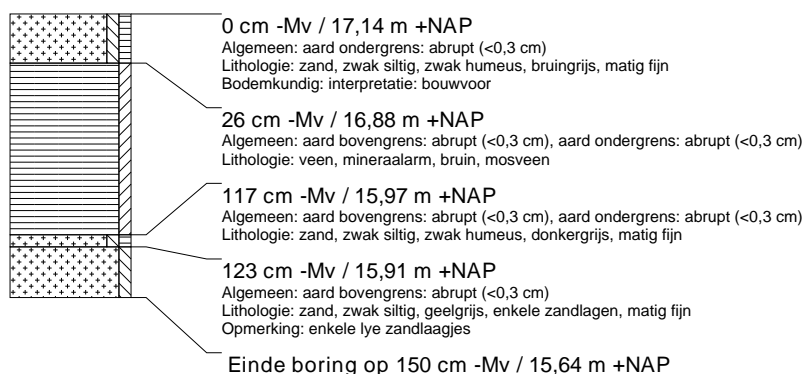 0 cm -Mv / 17,14 m +NAP
Algemeen: aard ondergrens: abrupt (<0,3 cm)
Lithologie: zand, zwak siltig, zwak humeus, bruingrijs, matig fijn
Bodemkundig: interpretatie: bouwvoor
26 cm -Mv / 16,88 m +NAP
Algemeen: aard bovengrens: abrupt (<0,3 cm), aard ondergrens: abrupt (<0,3 cm)
Lithologie: veen, mineraalarm, bruin, mosveen
117 cm -Mv / 15,97 m +NAP
Algemeen: aard bovengrens: abrupt (<0,3 cm), aard ondergrens: abrupt (<0,3 cm)
Lithologie: zand, zwak siltig, zwak humeus, donkergrijs, matig fijn
123 cm -Mv / 15,91 m +NAP
Algemeen: aard bovengrens: abrupt (<0,3 cm)
Lithologie: zand, zwak siltig, geelgrijs, enkele zandlagen, matig fijn
Opmerking: enkele lye zandlaagjes
Einde boring op 150 cm -Mv / 15,64 m +NAP